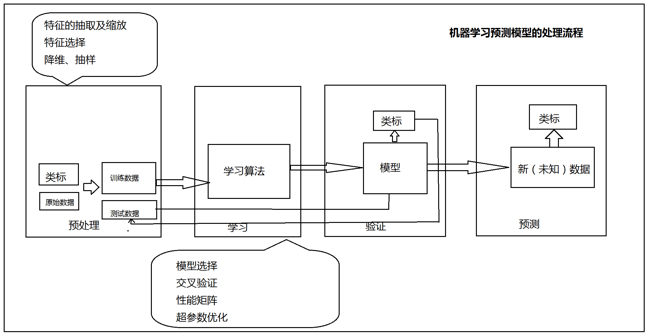 机器学习预测模型的处理流程
特征的抽取及缩放
特征选择
降维、抽样
类标
原始数据
训练数据
测试数据
预处理
学习算法
学习
类标
模型
验证
类标
新（未知）数据
预测
模型选择
交叉验证
性能矩阵
超参数优化